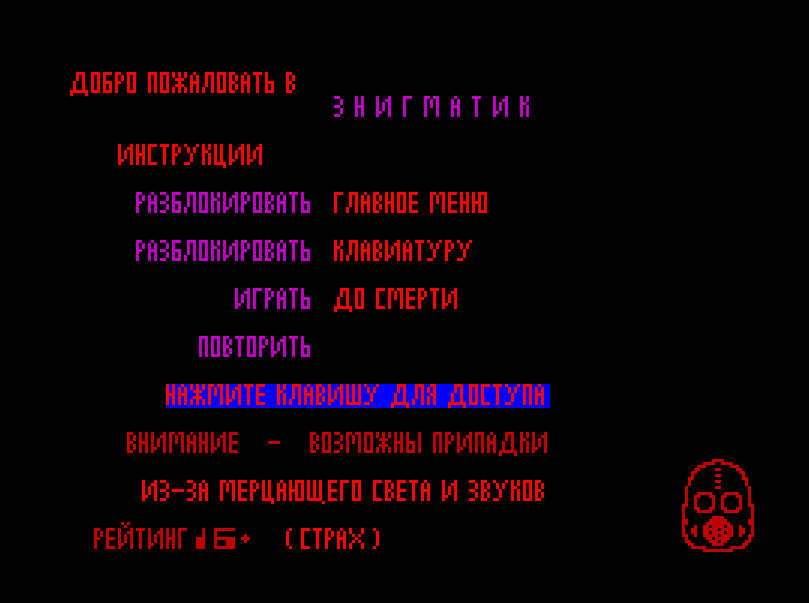 ДОБРО ПОЖАЛОВАТЬ В
ЗНИГМАТИК
ИНСТРУКЦИИ
РАЗБЛОКИРОВАТЬ ГЛАВНОЕ МЕНЮ
РАЗБЛОКИРОВАТЬ КЛАВИАТУРУ
ИГРАТЬ ДО СМЕРТИ
ПОВТОРИТЬ
НАЖМИТЕ КЛАВИШУ ДЛЯ ДОСТУПА
ВНИМАНИЕ - ВОЗМОЖНЫ ПРИПАДКИ
ИЗ-ЗА МЕРЦАЮЩЕГО СВЕТА И ЗВУКОВ
РЕЙТИНГ 16+ (СТРАХ)